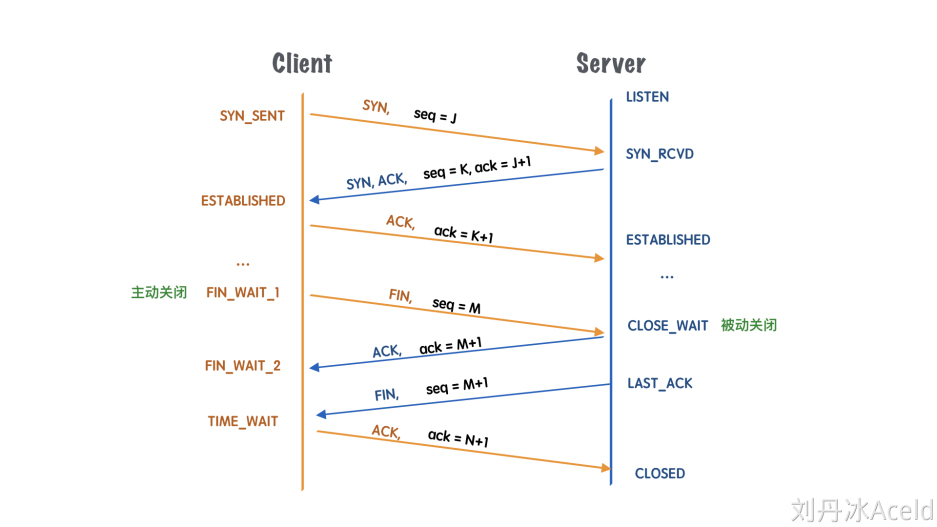 Client
Server
LISTEN
SYN_SENT
SYN, seq = J
SYN_RCVD
SYN, ACK, seq = K, ack = J+1
ESTABLISHED
ACK, ack = K+1
ESTABLISHED
...
...
主动关闭 FIN_WAIT_1
FIN, seq = M
CLOSE_WAIT 被动关闭
ACK, ack = M+1
FIN_WAIT_2
FIN, seq = M+1
LAST_ACK
TIME_WAIT
ACK, ack = N+1
CLOSED
刘丹冰Aceld